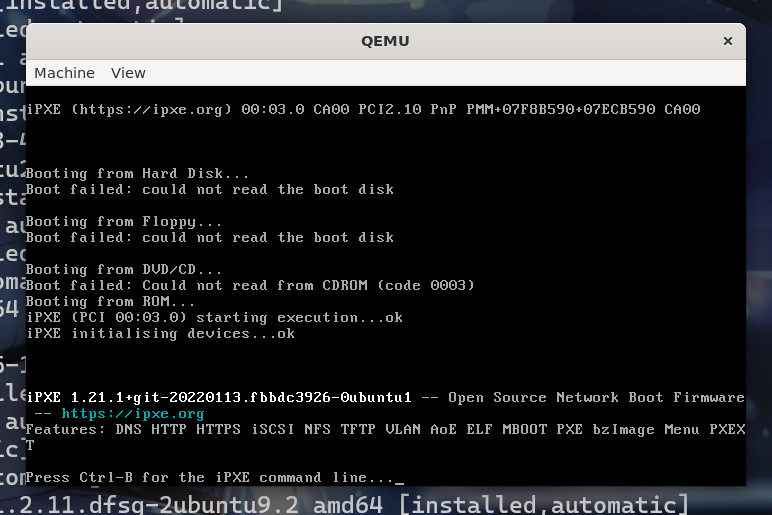 [installed,automatic]
QEMU
×
Machine View
iPXE (https://ipxe.org) 00:03.0 CA00 PCI2.10 PnP PMM+07F8B590+07ECB590 CA00
Booting from Hard Disk...
Boot failed: could not read the boot disk
Booting from Floppy...
Boot failed: could not read the boot disk
Booting from DVD/CD...
Boot failed: Could not read from CDROM (code 0003)
Booting from ROM...
iPXE (PCI 00:03.0) starting execution...ok
iPXE initialising devices...ok
iPXE 1.21.1+git-20220113.fbbdc3926-0ubuntu1 -- Open Source Network Boot Firmware
-- https://ipxe.org
Features: DNS HTTP HTTPS iSCSI NFS TFTP VLAN AoE ELF MBOOT PXE bzImage Menu PXEX
T
Press Ctrl-B for the iPXE command line..._
1.2.11.dfsg-2ubuntu9.2 amd64 [installed,automatic]